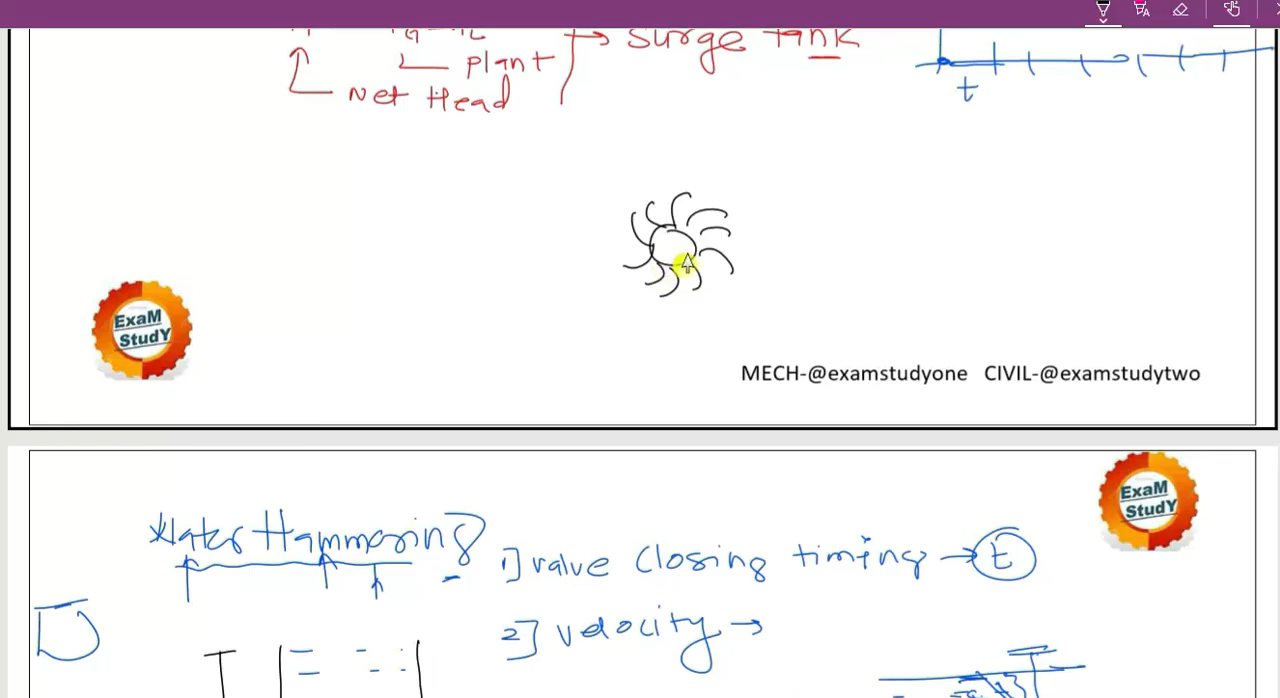 surge tank
plant
Net Head
t
ExaM
StudY
MECH-@examstudyone CIVIL-@examstudytwo
ExaM
StudY
Water Hammering
1] valve closing timing → t
2] velocity →